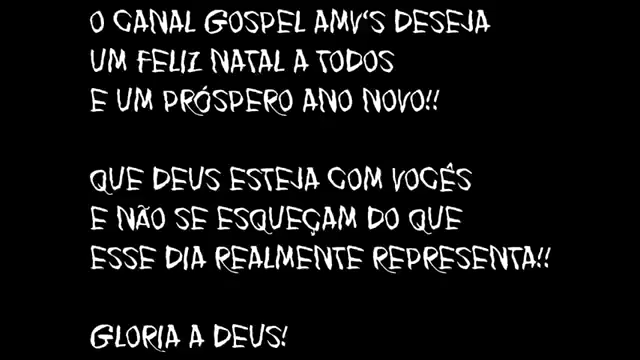 O CANAL GOSPEL AMV'S DESEJA
UM FELIZ NATAL A TODOS
E UM PRÓSPERO ANO NOVO!!
QUE DEUS ESTEJA COM VOCÊS
E NÃO SE ESQUEÇAM DO QUE
ESSE DIA REALMENTE REPRESENTA!!
GLORIA A DEUS!